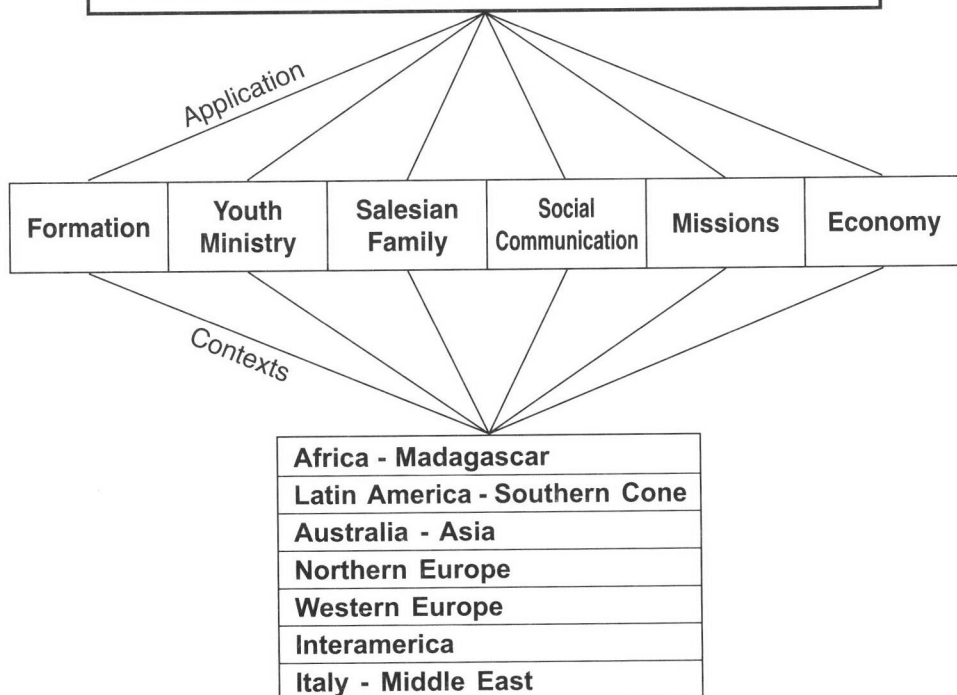 Application
Formation
Youth
Ministry
Salesian
Family
Social
Communication
Missions
Economy
Contexts
Africa - Madagascar
Latin America - Southern Cone
Australia - Asia
Northern Europe
Western Europe
Interamerica
Italy - Middle East